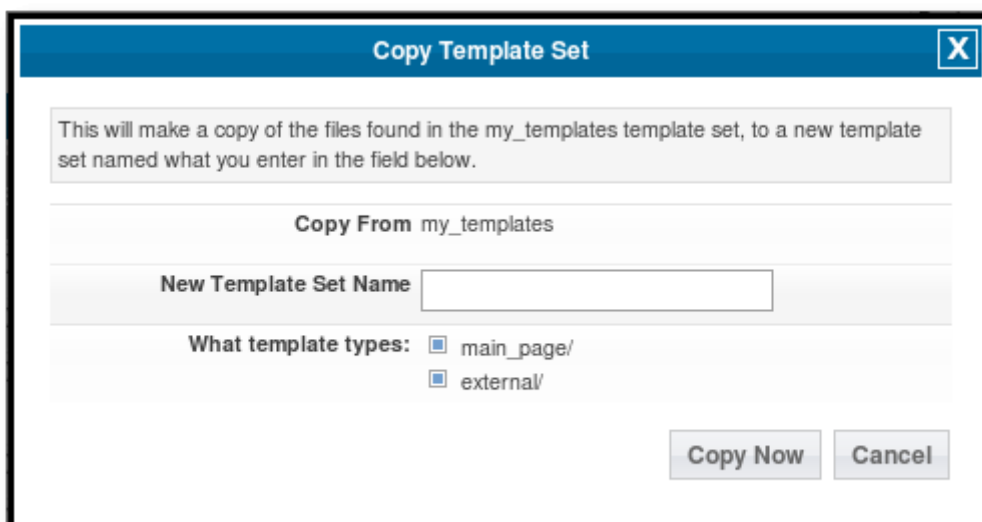 Copy Template Set
X
This will make a copy of the files found in the my_templates template set, to a new template
set named what you enter in the field below.
Copy From my_templates
New Template Set Name
What template types: main_page/
external/
Copy Now Cancel